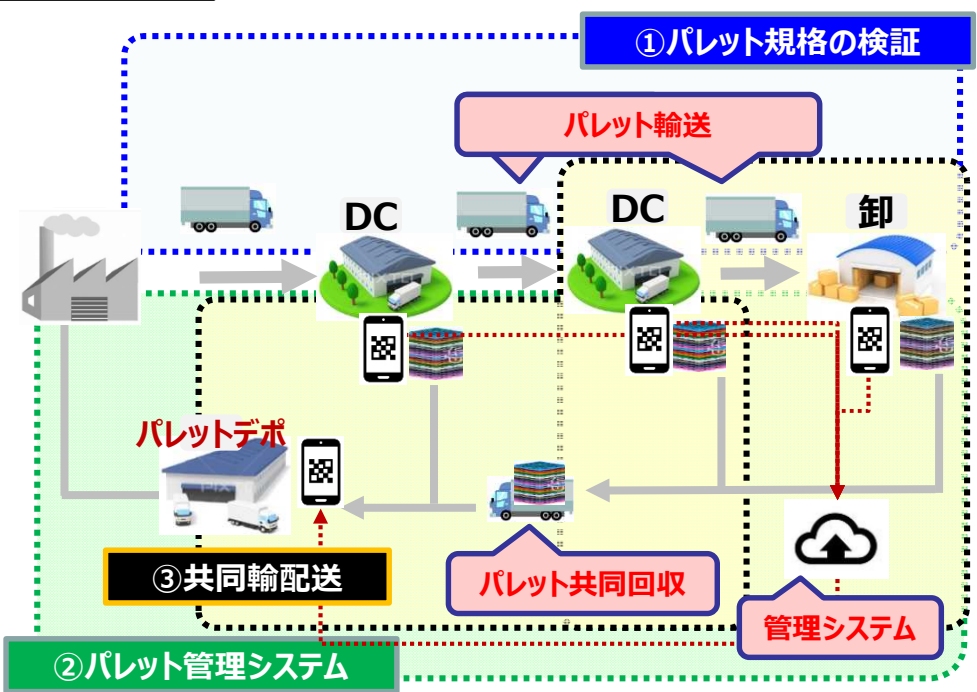 ①パレット規格の検証
パレット輸送
DC
DC
卸
パレットデポ
③共同輸配送
パレット共同回収
管理システム
②パレット管理システム